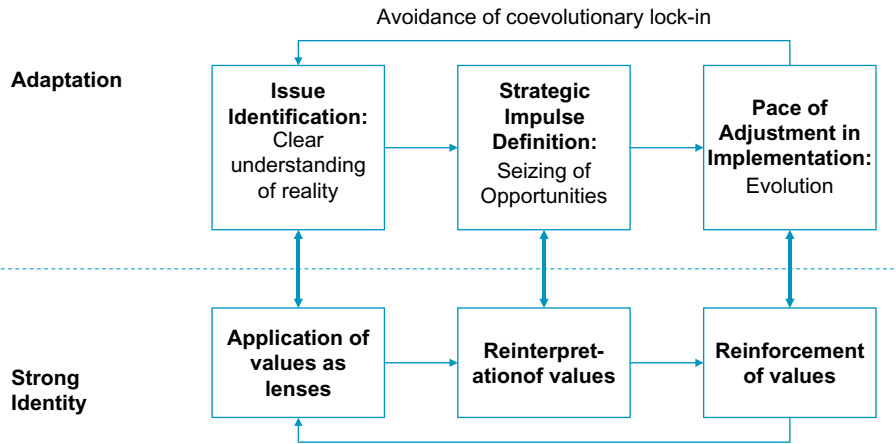 Avoidance of coevolutionary lock-in
Adaptation
Issue
Identification:
Clear
understanding
of reality
Strategic
Impulse
Definition:
Seizing of
Opportunities
Pace of
Adjustment in
Implementation:
Evolution
Strong
Identity
Application of
values as
lenses
Reinterpret-
ationof values
Reinforcement
of values